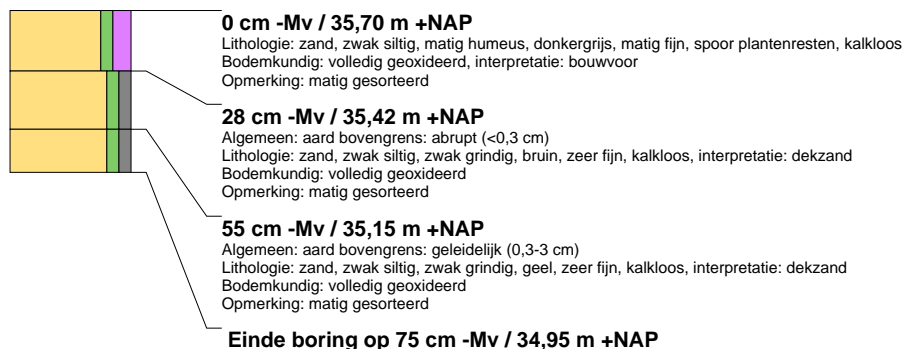 0 cm -Mv / 35,70 m +NAP
Lithologie: zand, zwak siltig, matig humeus, donkergrijs, matig fijn, spoor plantenresten, kalkloos
Bodemkundig: volledig geoxideerd, interpretatie: bouwvoor
Opmerking: matig gesorteerd
28 cm -Mv / 35,42 m +NAP
Algemeen: aard bovengrens: abrupt (<0,3 cm)
Lithologie: zand, zwak siltig, zwak grindig, bruin, zeer fijn, kalkloos, interpretatie: dekzand
Bodemkundig: volledig geoxideerd
Opmerking: matig gesorteerd
55 cm -Mv / 35,15 m +NAP
Algemeen: aard bovengrens: geleidelijk (0,3-3 cm)
Lithologie: zand, zwak siltig, zwak grindig, geel, zeer fijn, kalkloos, interpretatie: dekzand
Bodemkundig: volledig geoxideerd
Opmerking: matig gesorteerd
Einde boring op 75 cm -Mv / 34,95 m +NAP